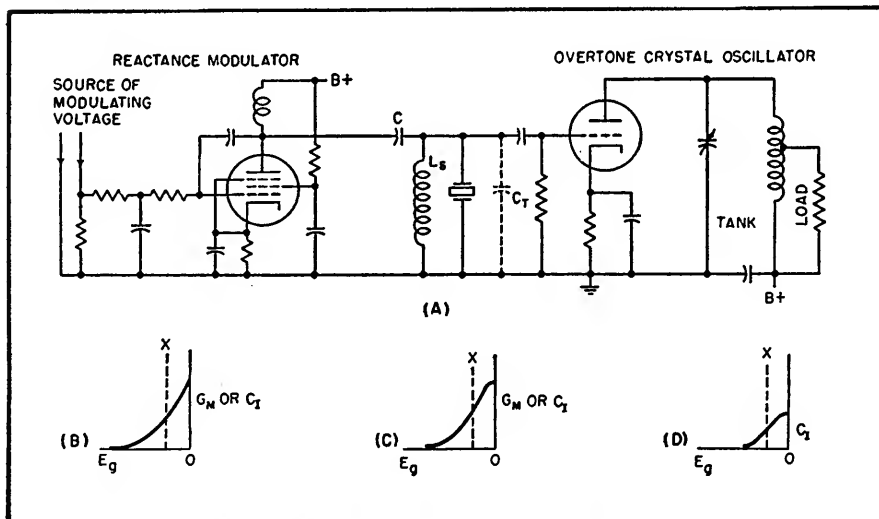 REACTANCE MODULATOR
OVERTONE CRYSTAL OSCILLATOR
SOURCE OF
MODULATING
VOLTAGE
B+
C
LS
CT
TANK
LOAD
B+
(A)
X
GM OR CI
(B)
Eg
O
X
GM OR CI
(C)
Eg
O
X
CI
(D)
Eg
O